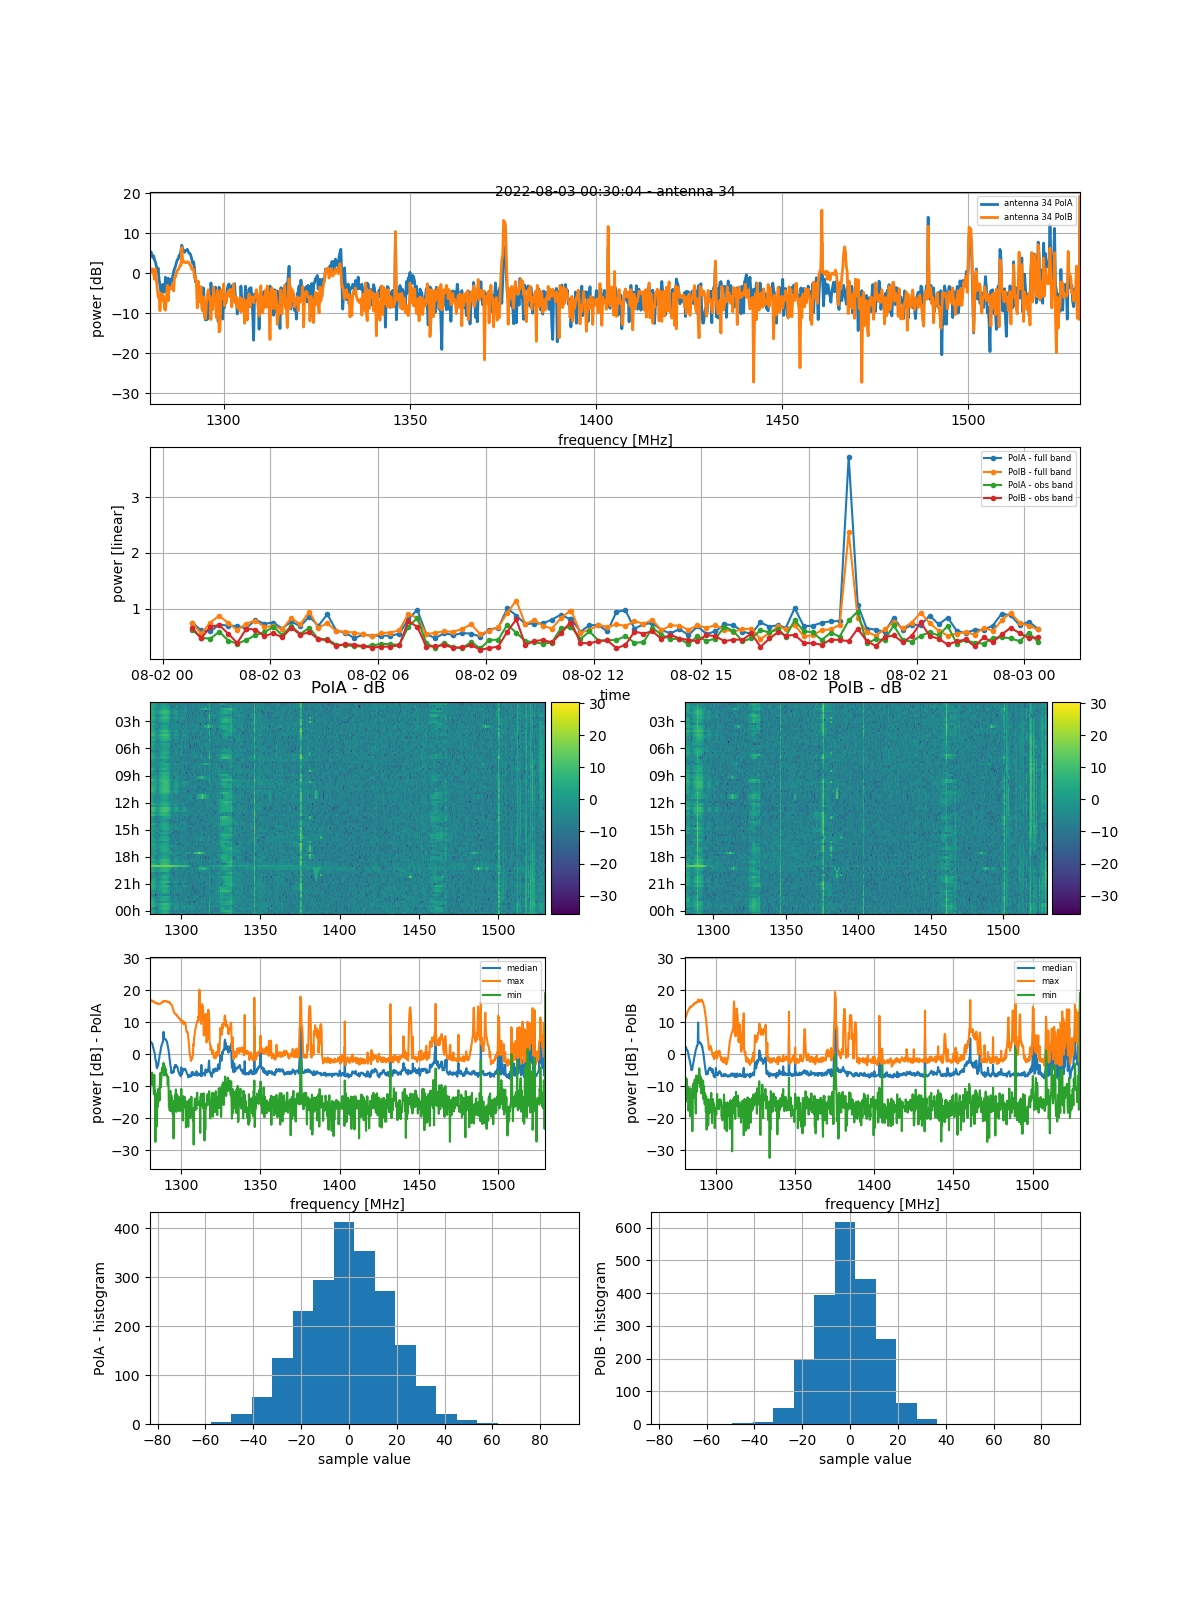 2022-08-03 00:30:04 - antenna 34
20
10
0
−10
−20
−30
power [dB]
antenna 34 PolA
antenna 34 PolB
1300 1350 1400 1450 1500
frequency [MHz]
3
2
1
power [linear]
PolA - full band
PolB - full band
PolA - obs band
PolB - obs band
08-02 00 08-02 03 08-02 06 08-02 09 08-02 12 08-02 15 08-02 18 08-02 21 08-03 00
time
PolA - dB
03h
06h
09h
12h
15h
18h
21h
00h
1300 1350 1400 1450 1500
30
20
10
0
−10
−20
−30
PolB - dB
03h
06h
09h
12h
15h
18h
21h
00h
1300 1350 1400 1450 1500
30
20
10
0
−10
−20
−30
30
20
10
0
−10
−20
−30
power [dB] - PolA
median
max
min
1300 1350 1400 1450 1500
frequency [MHz]
30
20
10
0
−10
−20
−30
power [dB] - PolB
median
max
min
1300 1350 1400 1450 1500
frequency [MHz]
400
300
200
100
0
PolA - histogram
−80 −60 −40 −20 0 20 40 60 80
sample value
600
500
400
300
200
100
0
PolB - histogram
−80 −60 −40 −20 0 20 40 60 80
sample value